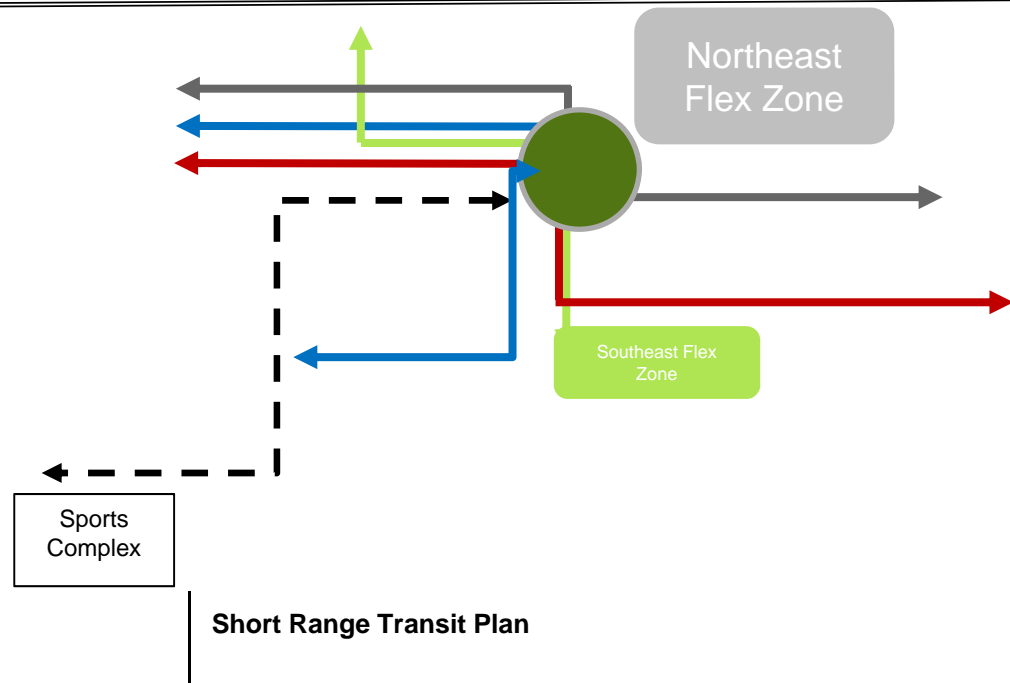 Northeast
Flex Zone
Southeast Flex
Zone
Sports
Complex
Short Range Transit Plan